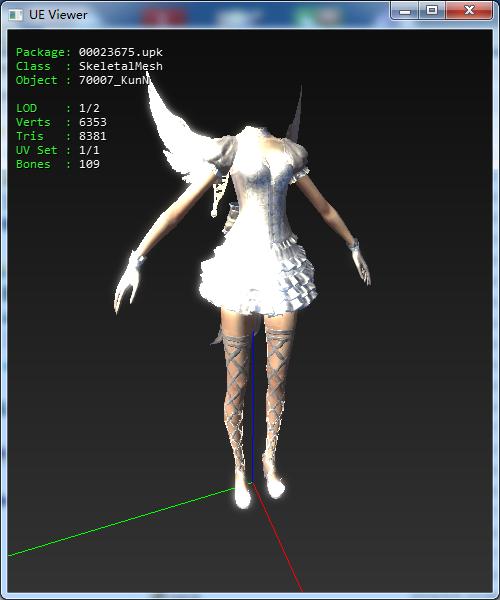 UE Viewer
Package: 00023675.upk
Class : SkeletalMesh
Object : 70007_KunN
LOD : 1/2
Verts : 6353
Tris : 8381
UV Set : 1/1
Bones : 109